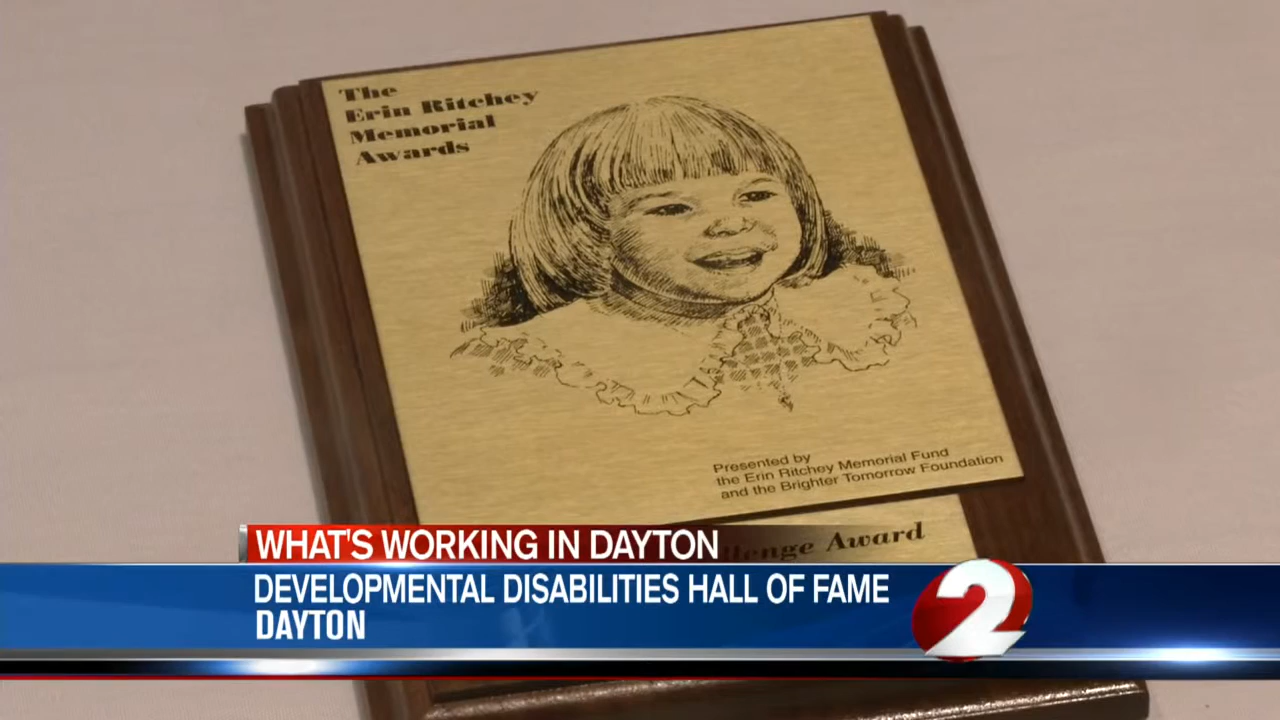 The
Erin Ritchey
Memorial
Awards
Presented by
the Erin Ritchey Memorial Fund
and the Brighter Tomorrow Foundation
Award
WHAT'S WORKING IN DAYTON
DEVELOPMENTAL DISABILITIES HALL OF FAME
DAYTON
2